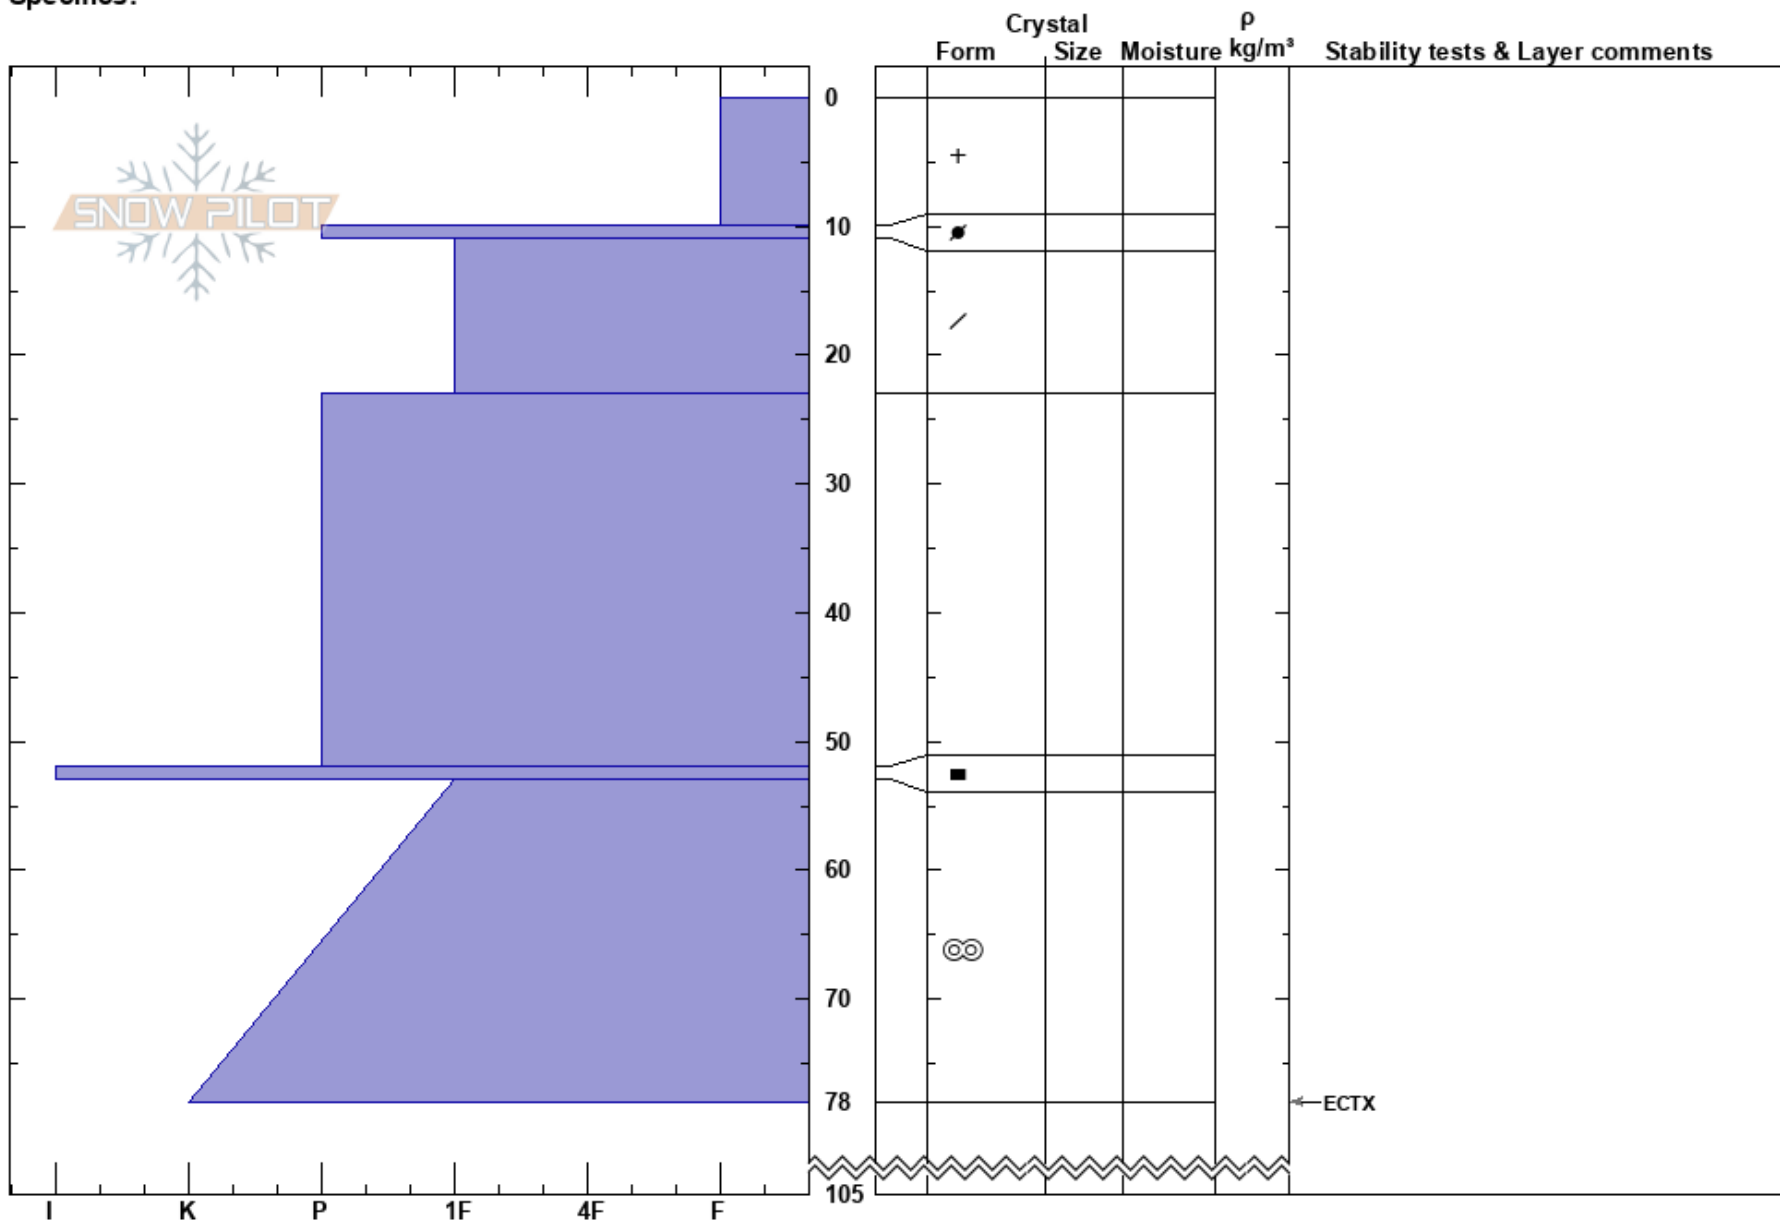 Specifics:
Crystal ρ
Form Size Moisture kg/m³ Stability tests & Layer comments
0
SNOW PILOT
10
20
30
40
50
60
70
78 ECTX
105
I K P 1F 4F F